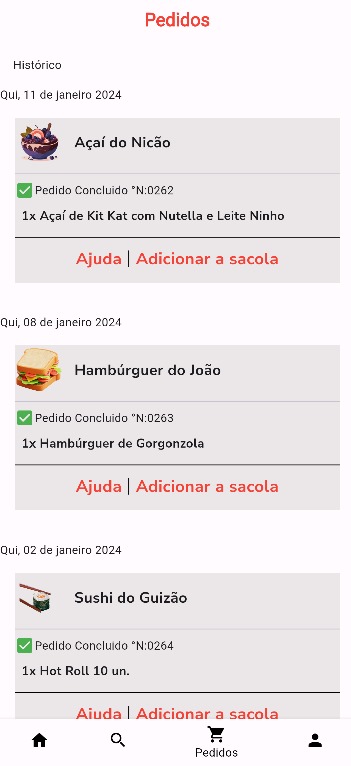 Pedidos
Histórico
Qui, 11 de janeiro 2024
Açaí do Nicão
Pedido Concluido °N:0262
1x Açaí de Kit Kat com Nutella e Leite Ninho
Ajuda | Adicionar a sacola
Qui, 08 de janeiro 2024
Hambúrguer do João
Pedido Concluido °N:0263
1x Hambúrguer de Gorgonzola
Ajuda | Adicionar a sacola
Qui, 02 de janeiro 2024
Sushi do Guizão
Pedido Concluido °N:0264
1x Hot Roll 10 un.
Ajuda | Adicionar a sacola
Pedidos